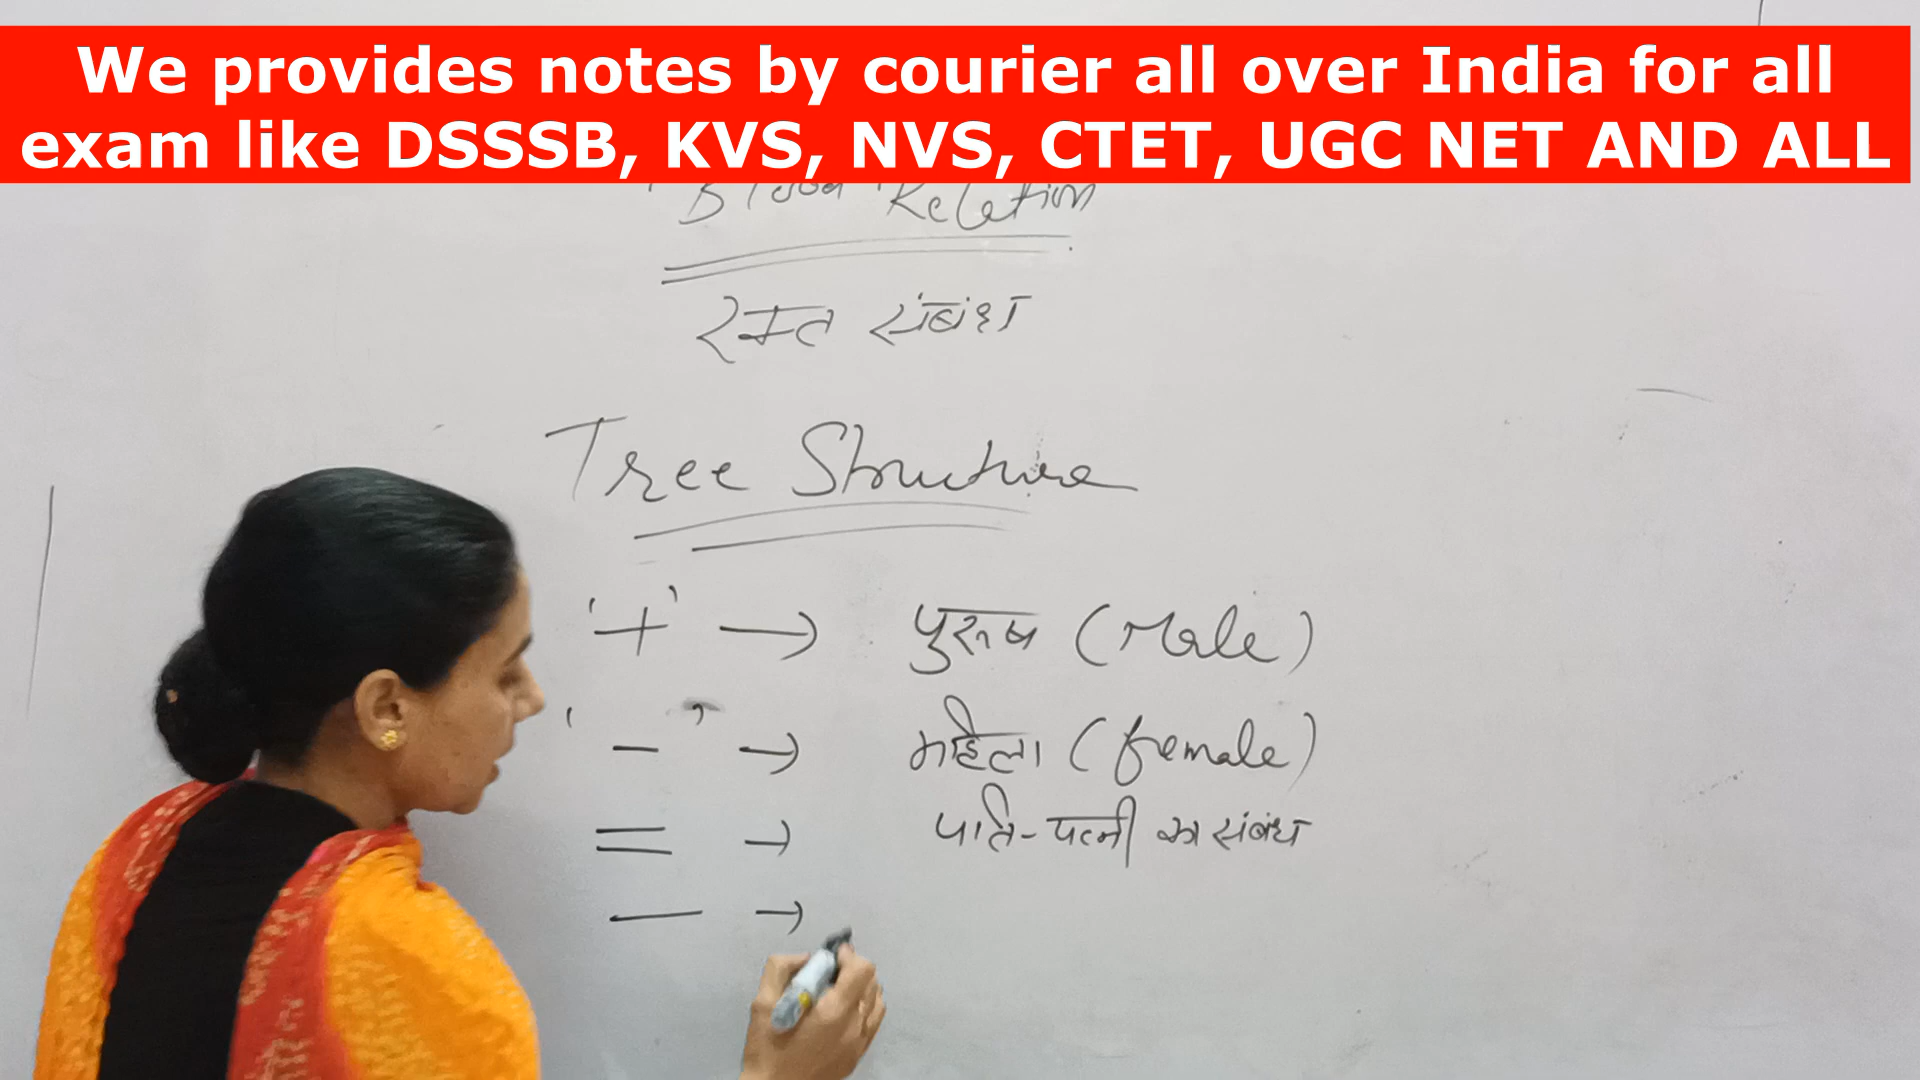 We provides notes by courier all over India for all
exam like DSSSB, KVS, NVS, CTET, UGC NET AND ALL
Blood Relation
रक्त संबंध
Tree Structure
'+' → पुरूष (Male)
'-' → महिला (female)
= → पति-पत्नी का संबंध
— →